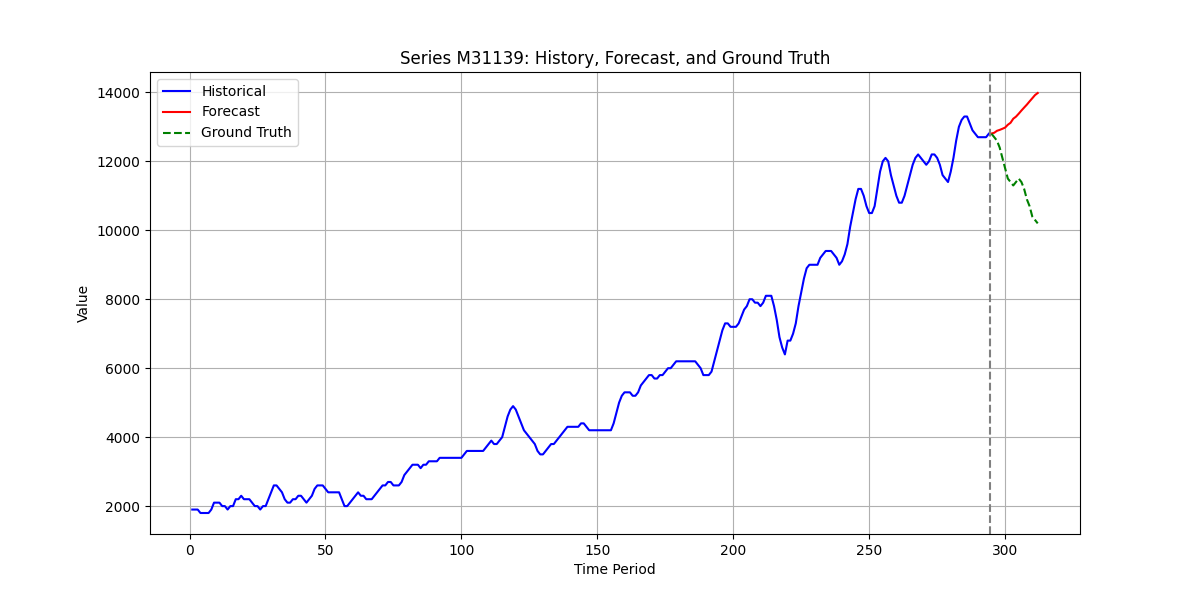 Series M31139: History, Forecast, and Ground Truth
Historical
Forecast
Ground Truth
14000
12000
10000
8000
6000
4000
2000
Value
0 50 100 150 200 250 300
Time Period